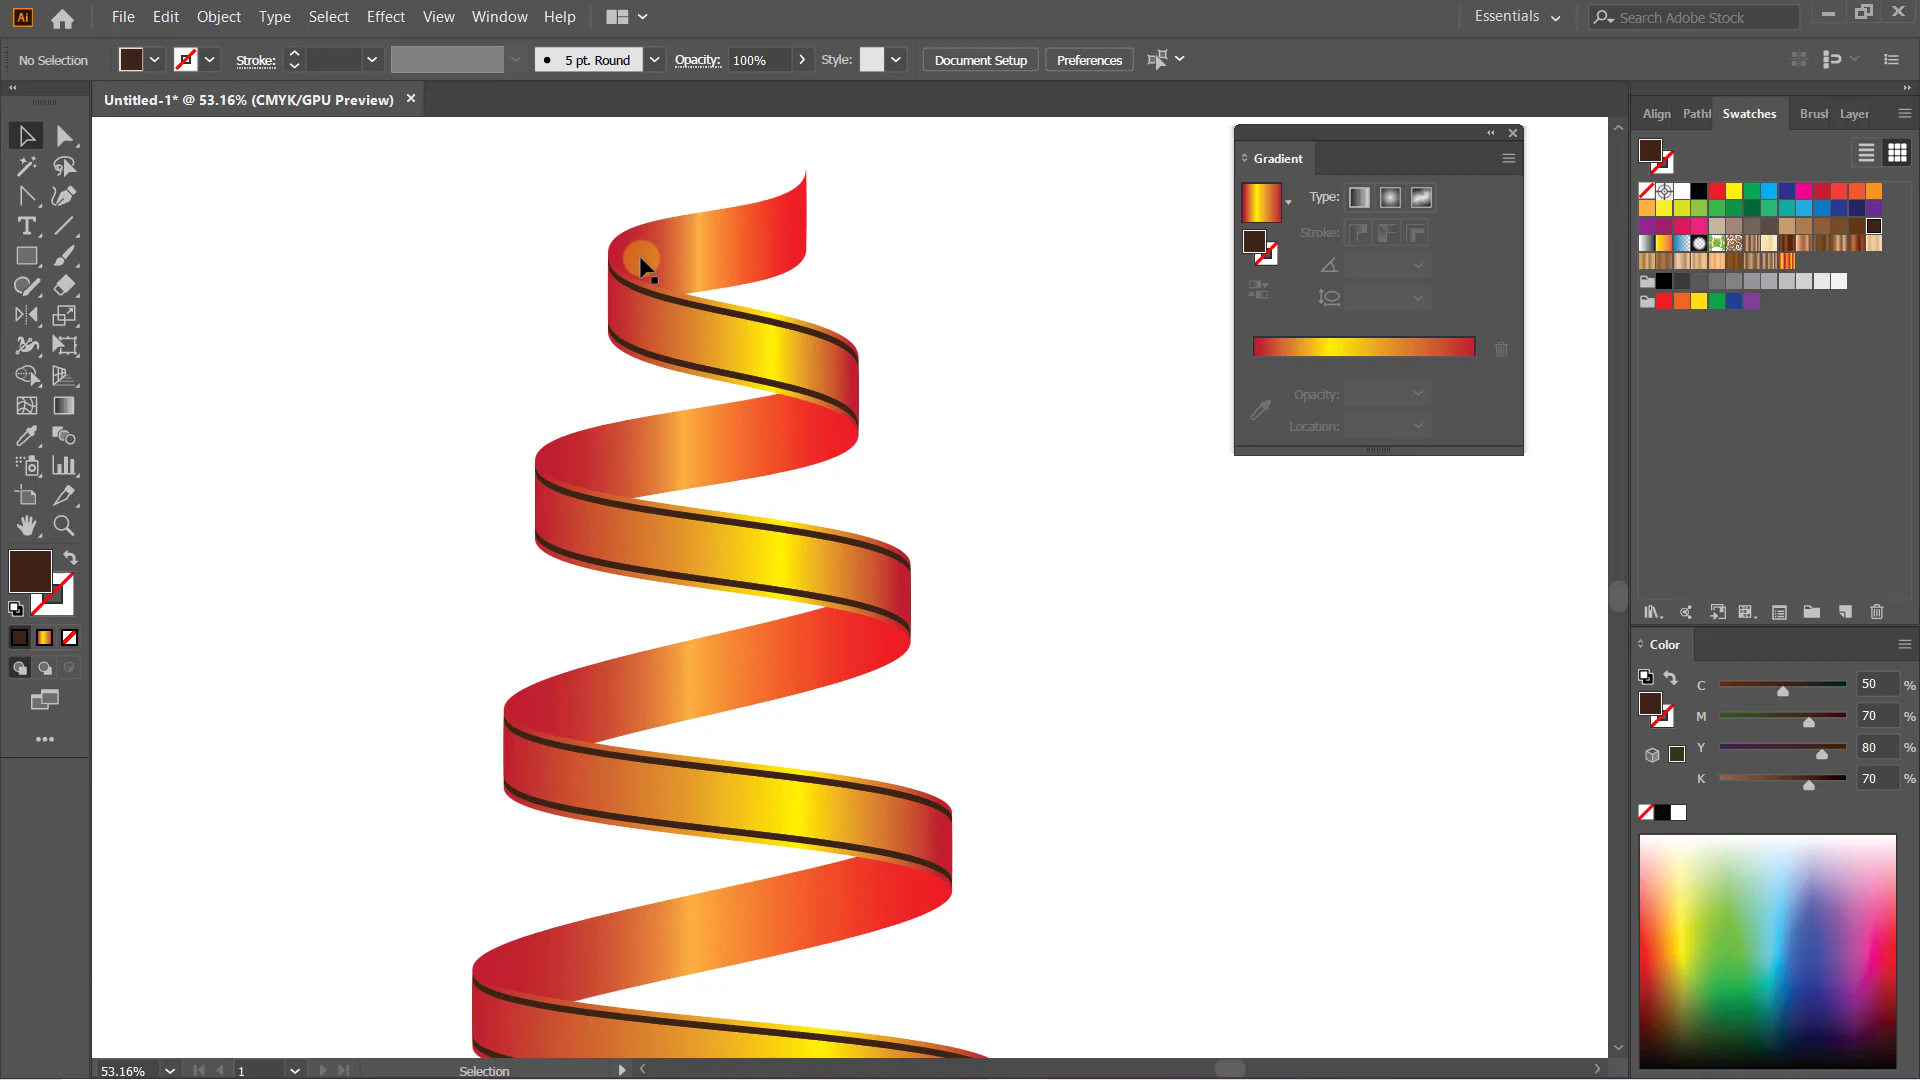 Ai File Edit Object Type Select Effect View Window Help Essentials Search Adobe Stock
No Selection Stroke: 5 pt. Round Opacity: 100% Style: Document Setup Preferences
Untitled-1* @ 53.16% (CMYK/GPU Preview)
Align Pathf Swatches Brush Layer
Gradient
Type:
Stroke:
Opacity:
Location:
Color
C 50 %
M 70 %
Y 80 %
K 70 %
53.16% 1 Selection